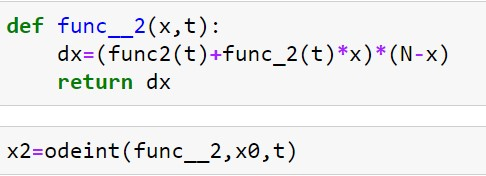 def func__2(x,t):
    dx=(func2(t)+func_2(t)*x)*(N-x)
    return dx
x2=odeint(func__2,x0,t)